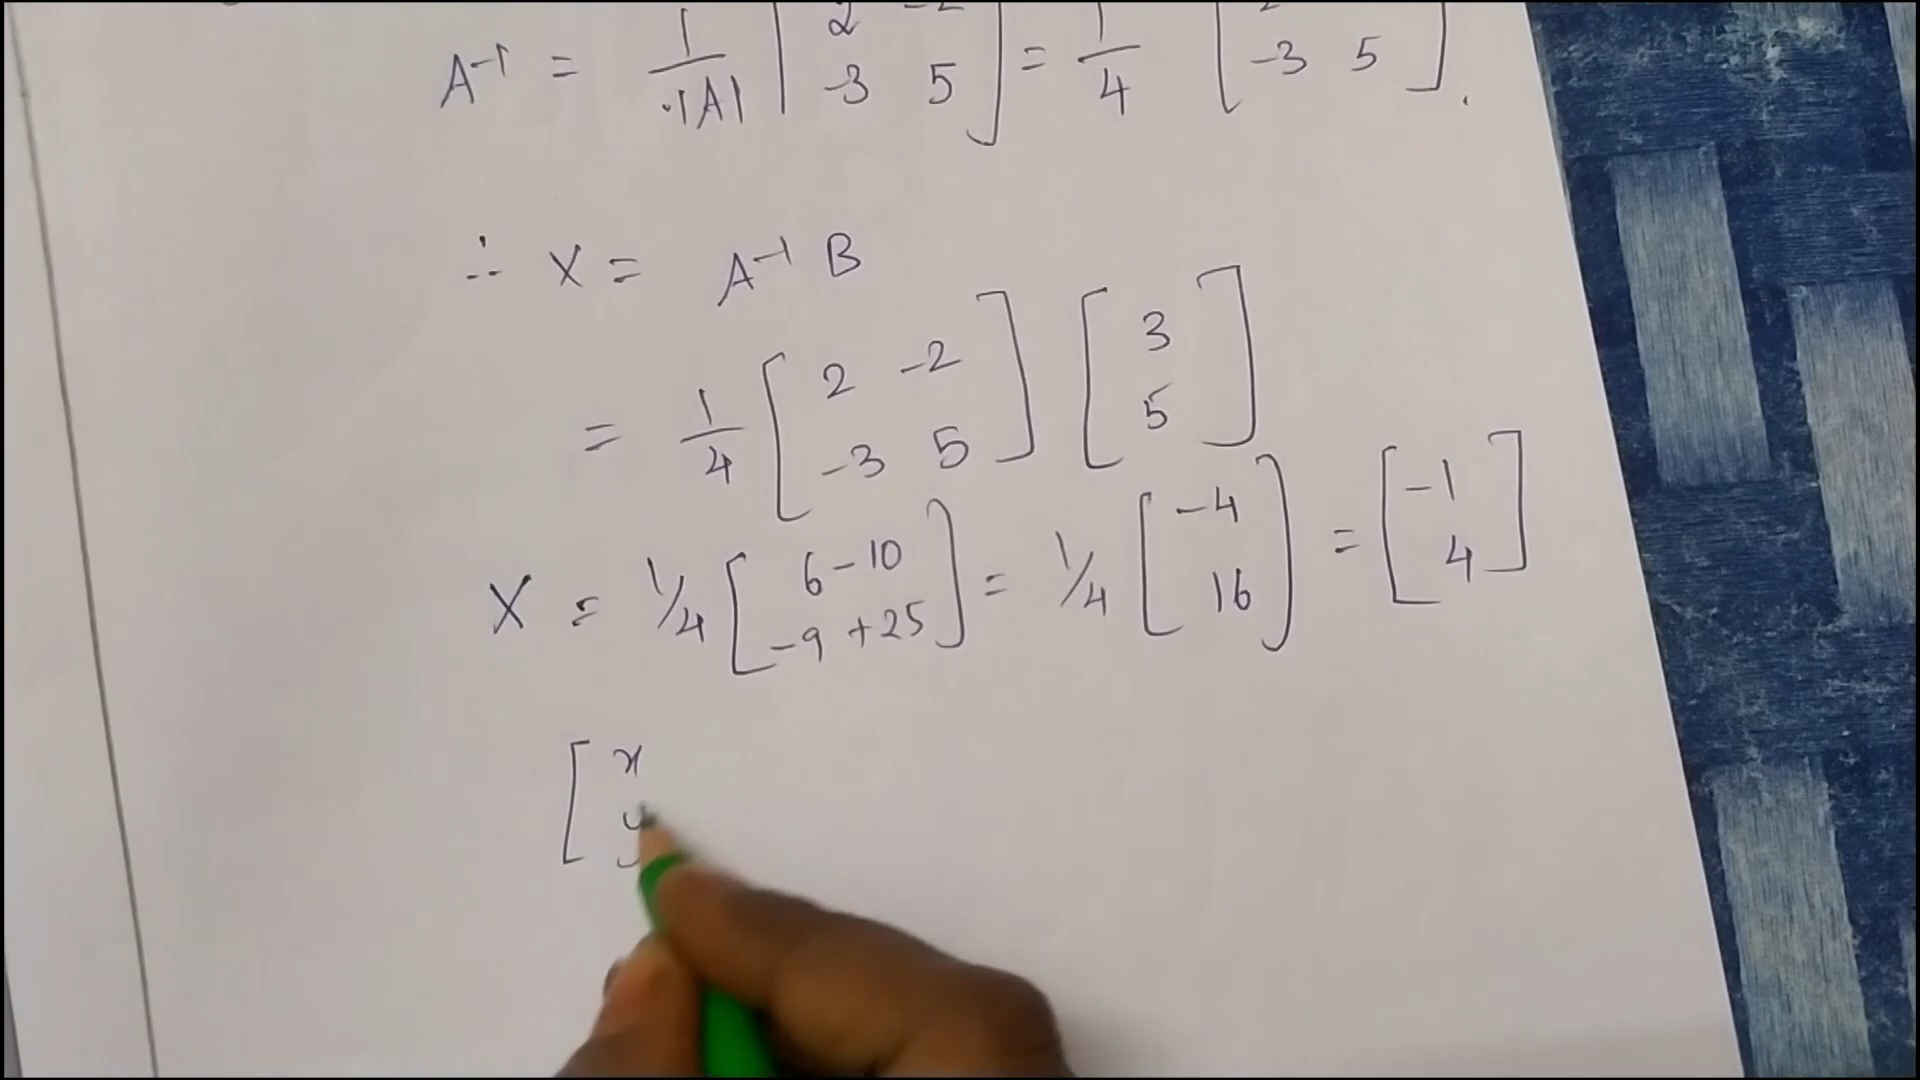 A⁻¹ = 1/|A| [2 -2; -3 5] = 1/4 [2; -3 5].
∴ X = A⁻¹ B
= 1/4 [2 -2; -3 5] [3; 5]
X = 1/4 [6-10; -9+25] = 1/4 [-4; 16] = [-1; 4]
[x; y